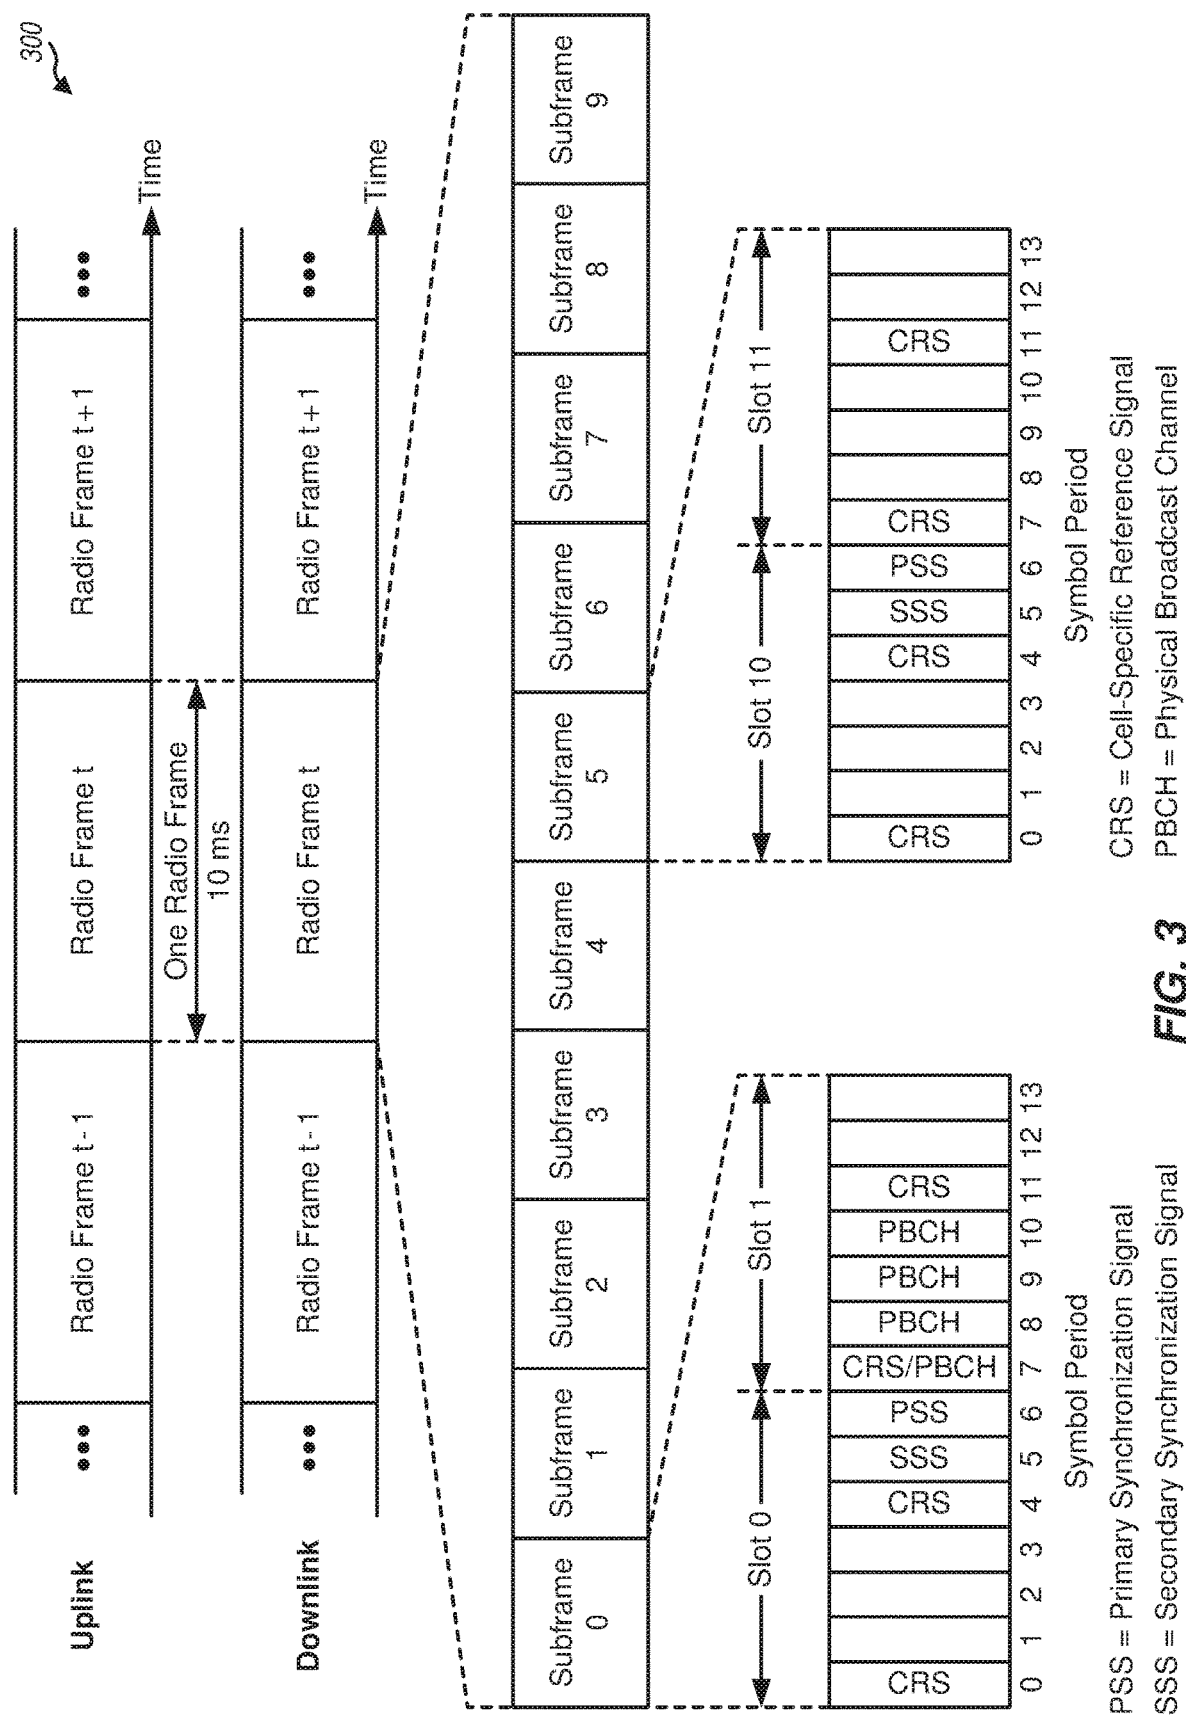 300
Uplink
•••
Radio Frame t - 1
Radio Frame t
Radio Frame t + 1
•••
Time
One Radio Frame
10 ms
Downlink
•••
Radio Frame t - 1
Radio Frame t
Radio Frame t + 1
•••
Time
Subframe 0
Subframe 1
Subframe 2
Subframe 3
Subframe 4
Subframe 5
Subframe 6
Subframe 7
Subframe 8
Subframe 9
Slot 0
Slot 1
CRS
CRS
SSS
PSS
CRS/PBCH
PBCH
PBCH
PBCH
CRS
0 1 2 3 4 5 6 7 8 9 10 11 12 13
Symbol Period
Slot 10
Slot 11
CRS
CRS
SSS
PSS
CRS
CRS
0 1 2 3 4 5 6 7 8 9 10 11 12 13
Symbol Period
PSS = Primary Synchronization Signal
SSS = Secondary Synchronization Signal
CRS = Cell-Specific Reference Signal
PBCH = Physical Broadcast Channel
FIG. 3